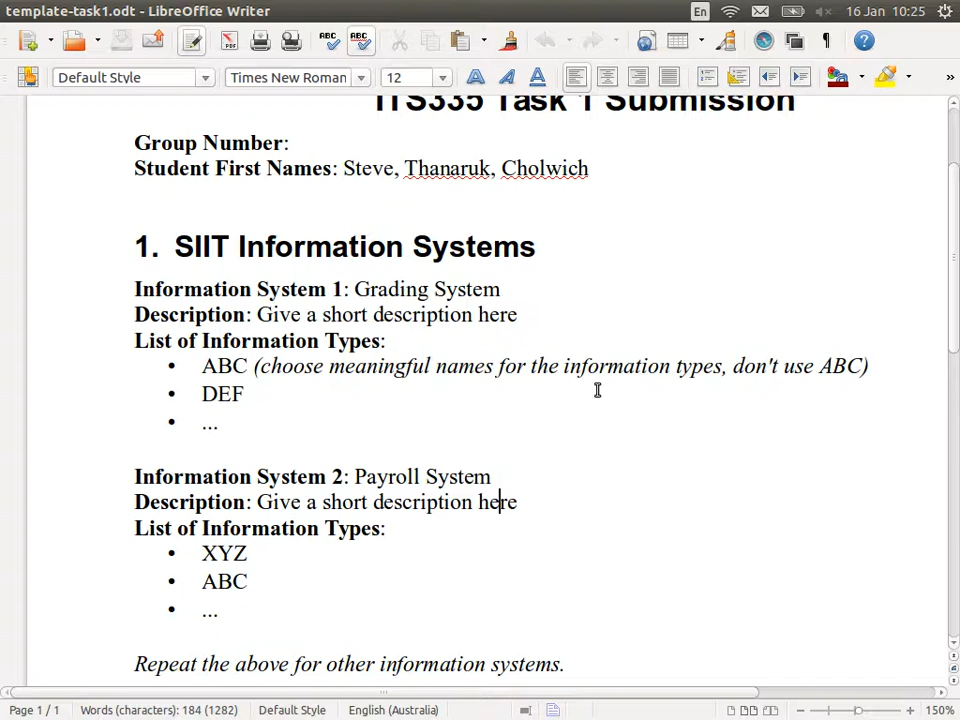 template-task1.odt - LibreOffice Writer
En
16 Jan 10:25
Default Style
Times New Roman
12
»
ITS335 Task 1 Submission
Group Number:
Student First Names: Steve, Thanaruk, Cholwich
1. SIIT Information Systems
Information System 1: Grading System
Description: Give a short description here
List of Information Types:
• ABC (choose meaningful names for the information types, don't use ABC)
• DEF
• ...
Information System 2: Payroll System
Description: Give a short description here
List of Information Types:
• XYZ
• ABC
• ...
Repeat the above for other information systems.
Page 1 / 1
Words (characters): 184 (1282)
Default Style
English (Australia)
150%